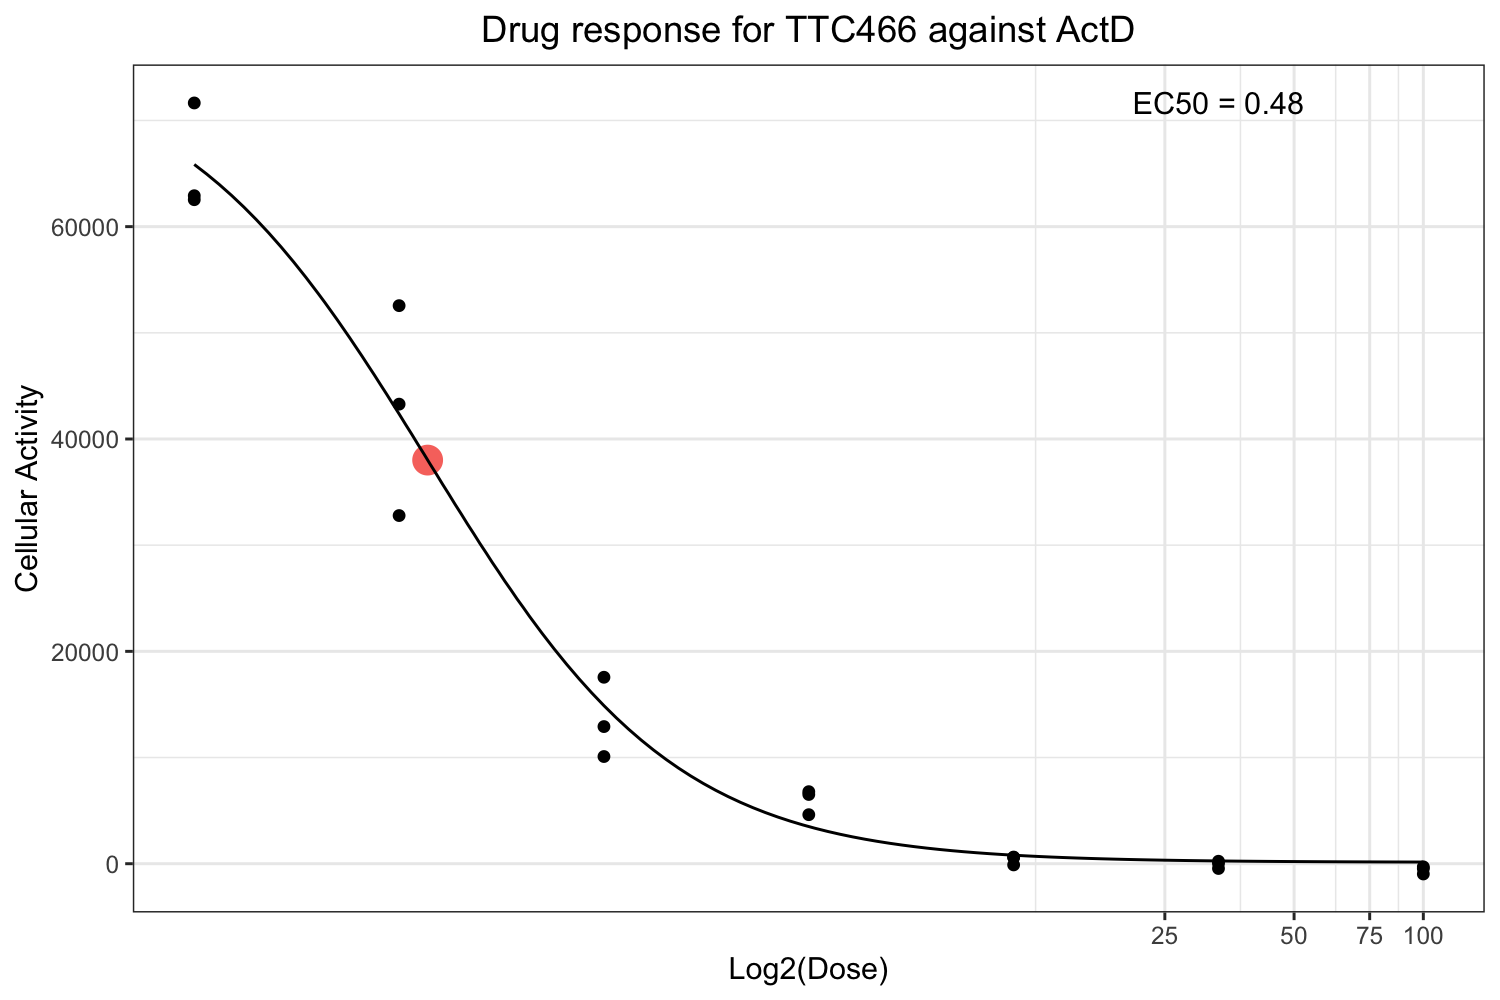 Drug response for TTC466 against ActD
EC50 = 0.48
Cellular Activity
60000
40000
20000
0
25 50 75 100
Log2(Dose)